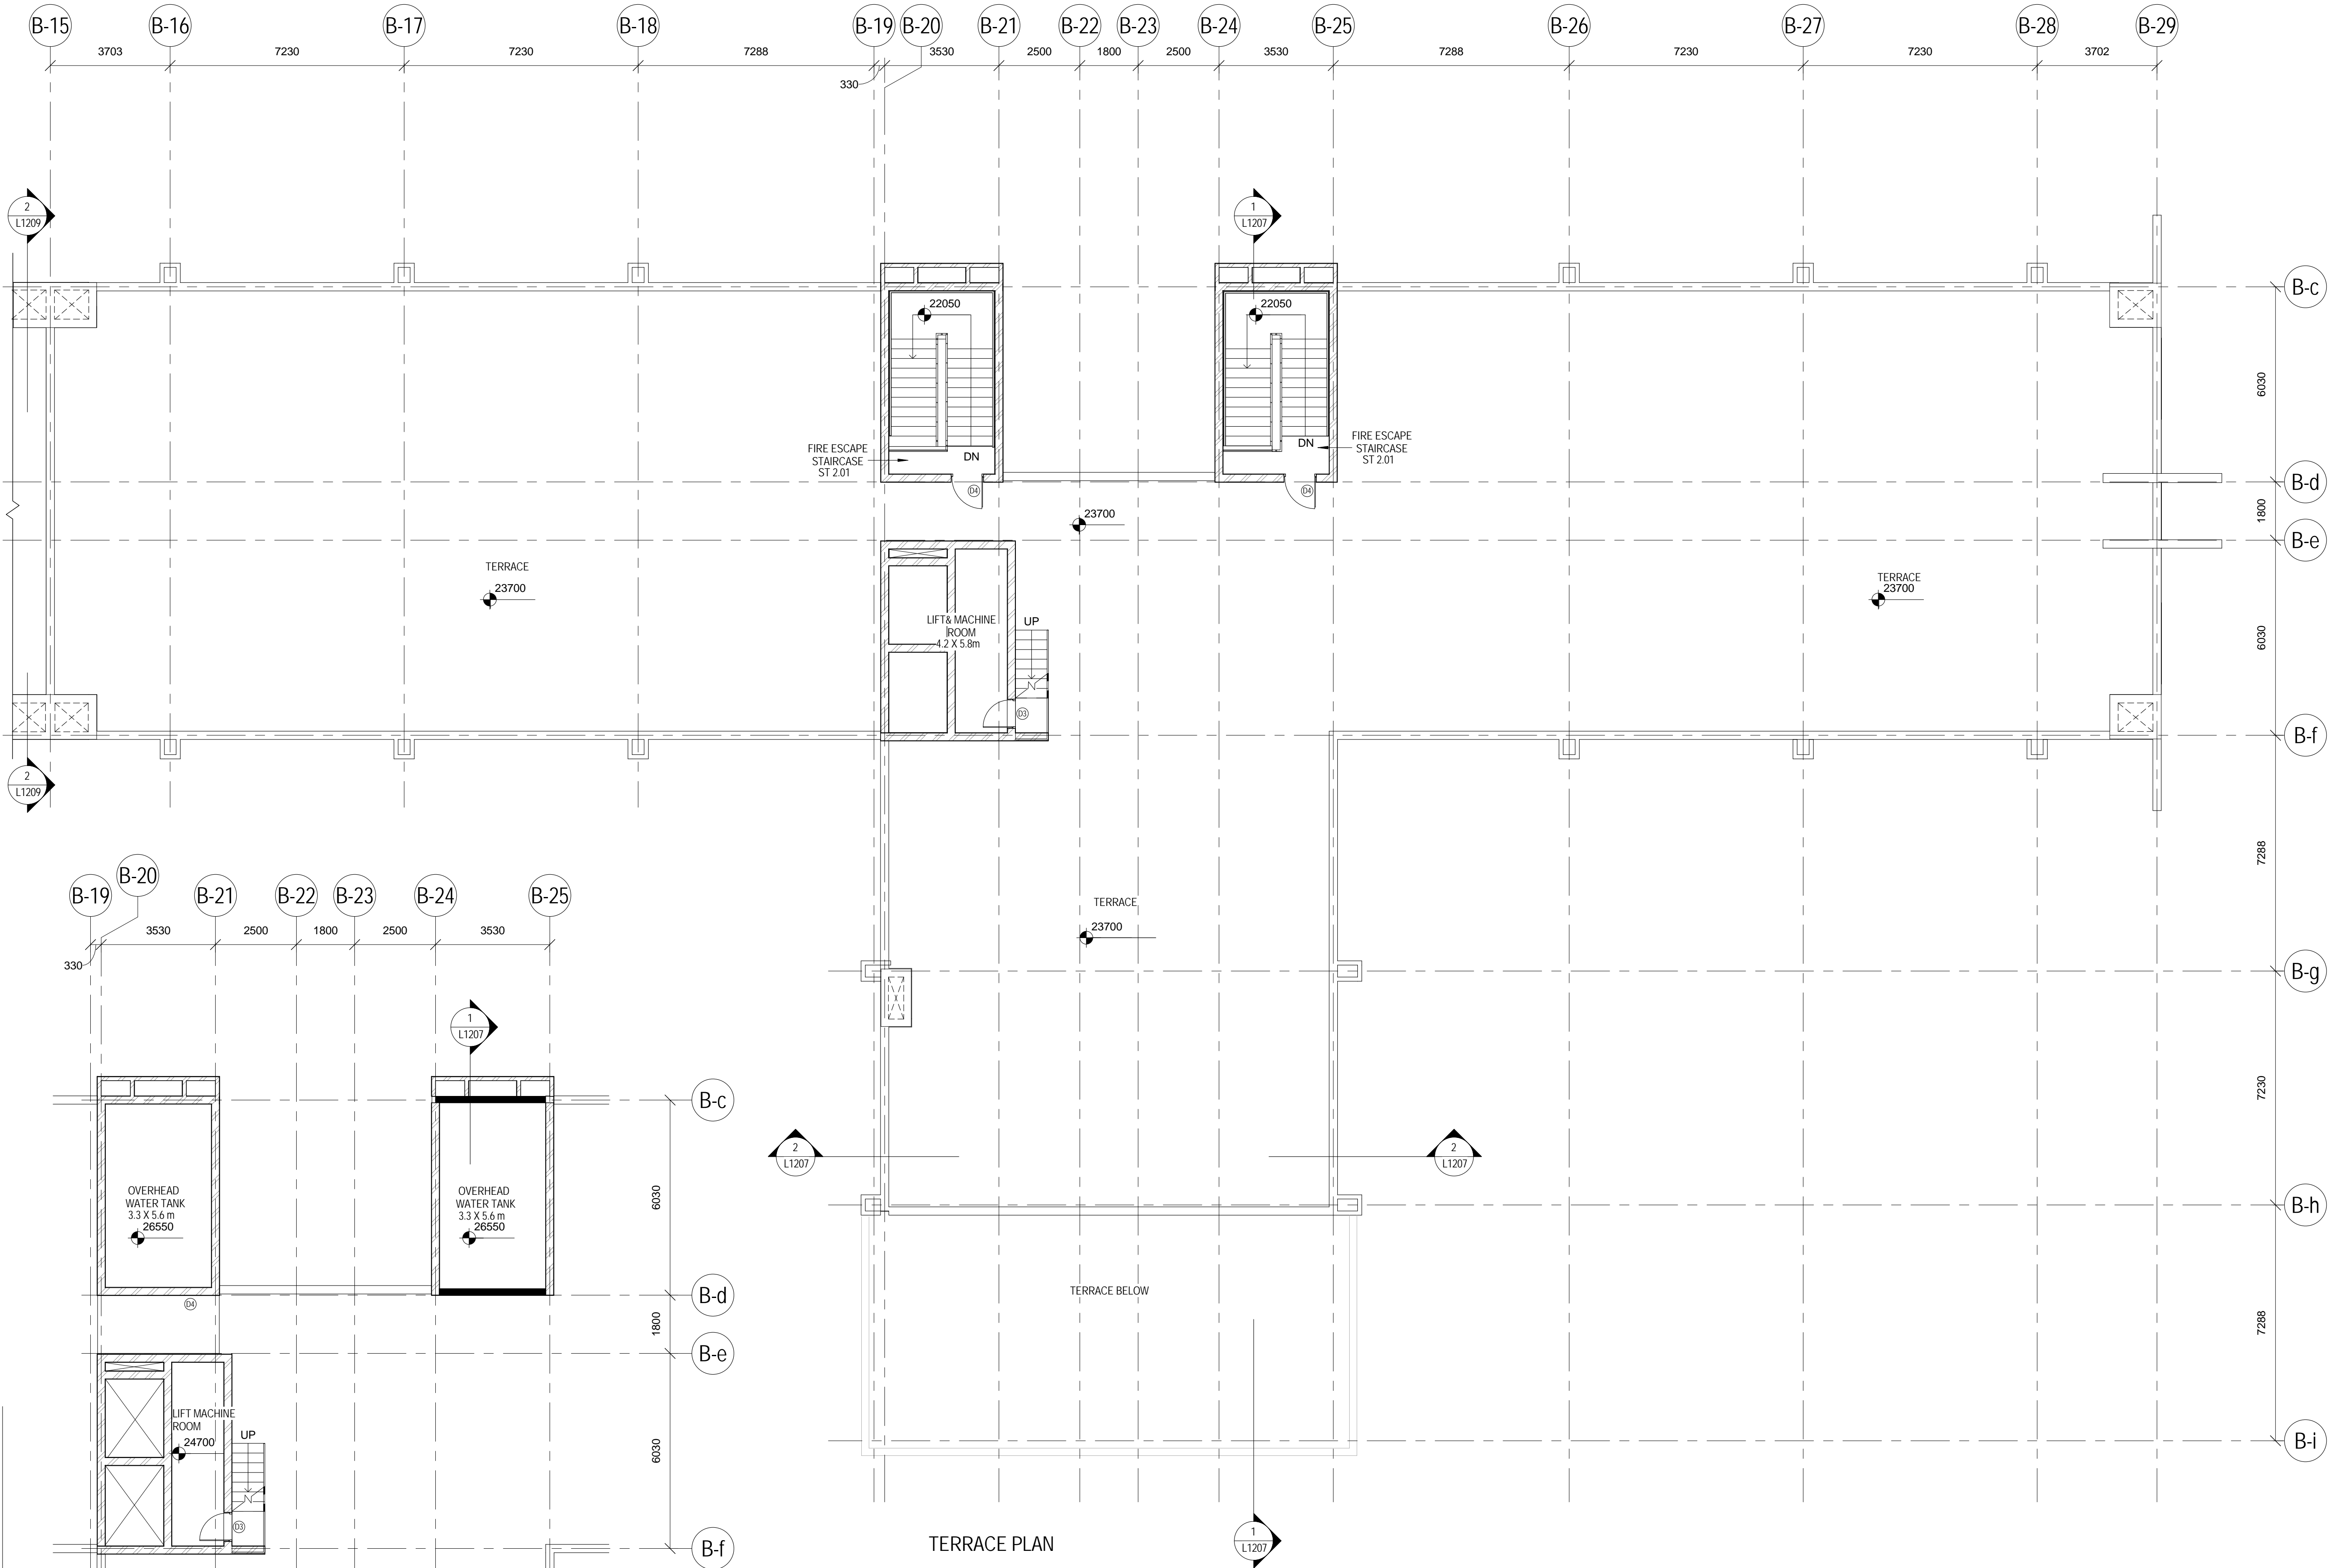 B-15 B-16 B-17 B-18 B-19 B-20 B-21 B-22 B-23 B-24 B-25 B-26 B-27 B-28 B-29
3703 7230 7230 7288 3530 2500 1800 2500 3530 7288 7230 7230 3702
330
2
L1209
1
L1207
B-c
22050
22050
6030
FIRE ESCAPE
STAIRCASE
ST 2.01
DN
DN
FIRE ESCAPE
STAIRCASE
ST 2.01
D4
D4
B-d
23700
1800
B-e
TERRACE
23700
TERRACE
23700
LIFT& MACHINE
ROOM
4.2 X 5.8m
UP
6030
D3
B-f
2
L1209
7288
TERRACE
23700
B-g
7230
2
L1207
2
L1207
B-h
TERRACE BELOW
7288
B-i
B-19 B-20 B-21 B-22 B-23 B-24 B-25
3530 2500 1800 2500 3530
330
1
L1207
B-c
OVERHEAD
WATER TANK
3.3 X 5.6 m
26550
OVERHEAD
WATER TANK
3.3 X 5.6 m
26550
6030
D4
B-d
1800
B-e
LIFT MACHINE
ROOM
24700
UP
6030
D3
B-f
TERRACE PLAN
1
L1207